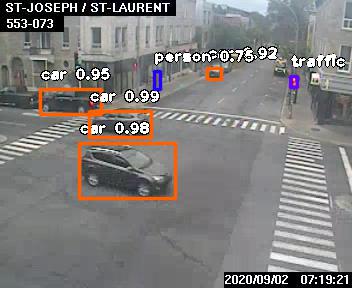 ST-JOSEPH / ST-LAURENT
553-073
person 0.75
.92
traffic
car 0.95
car 0.99
car 0.98
2020/09/02 07:19:21